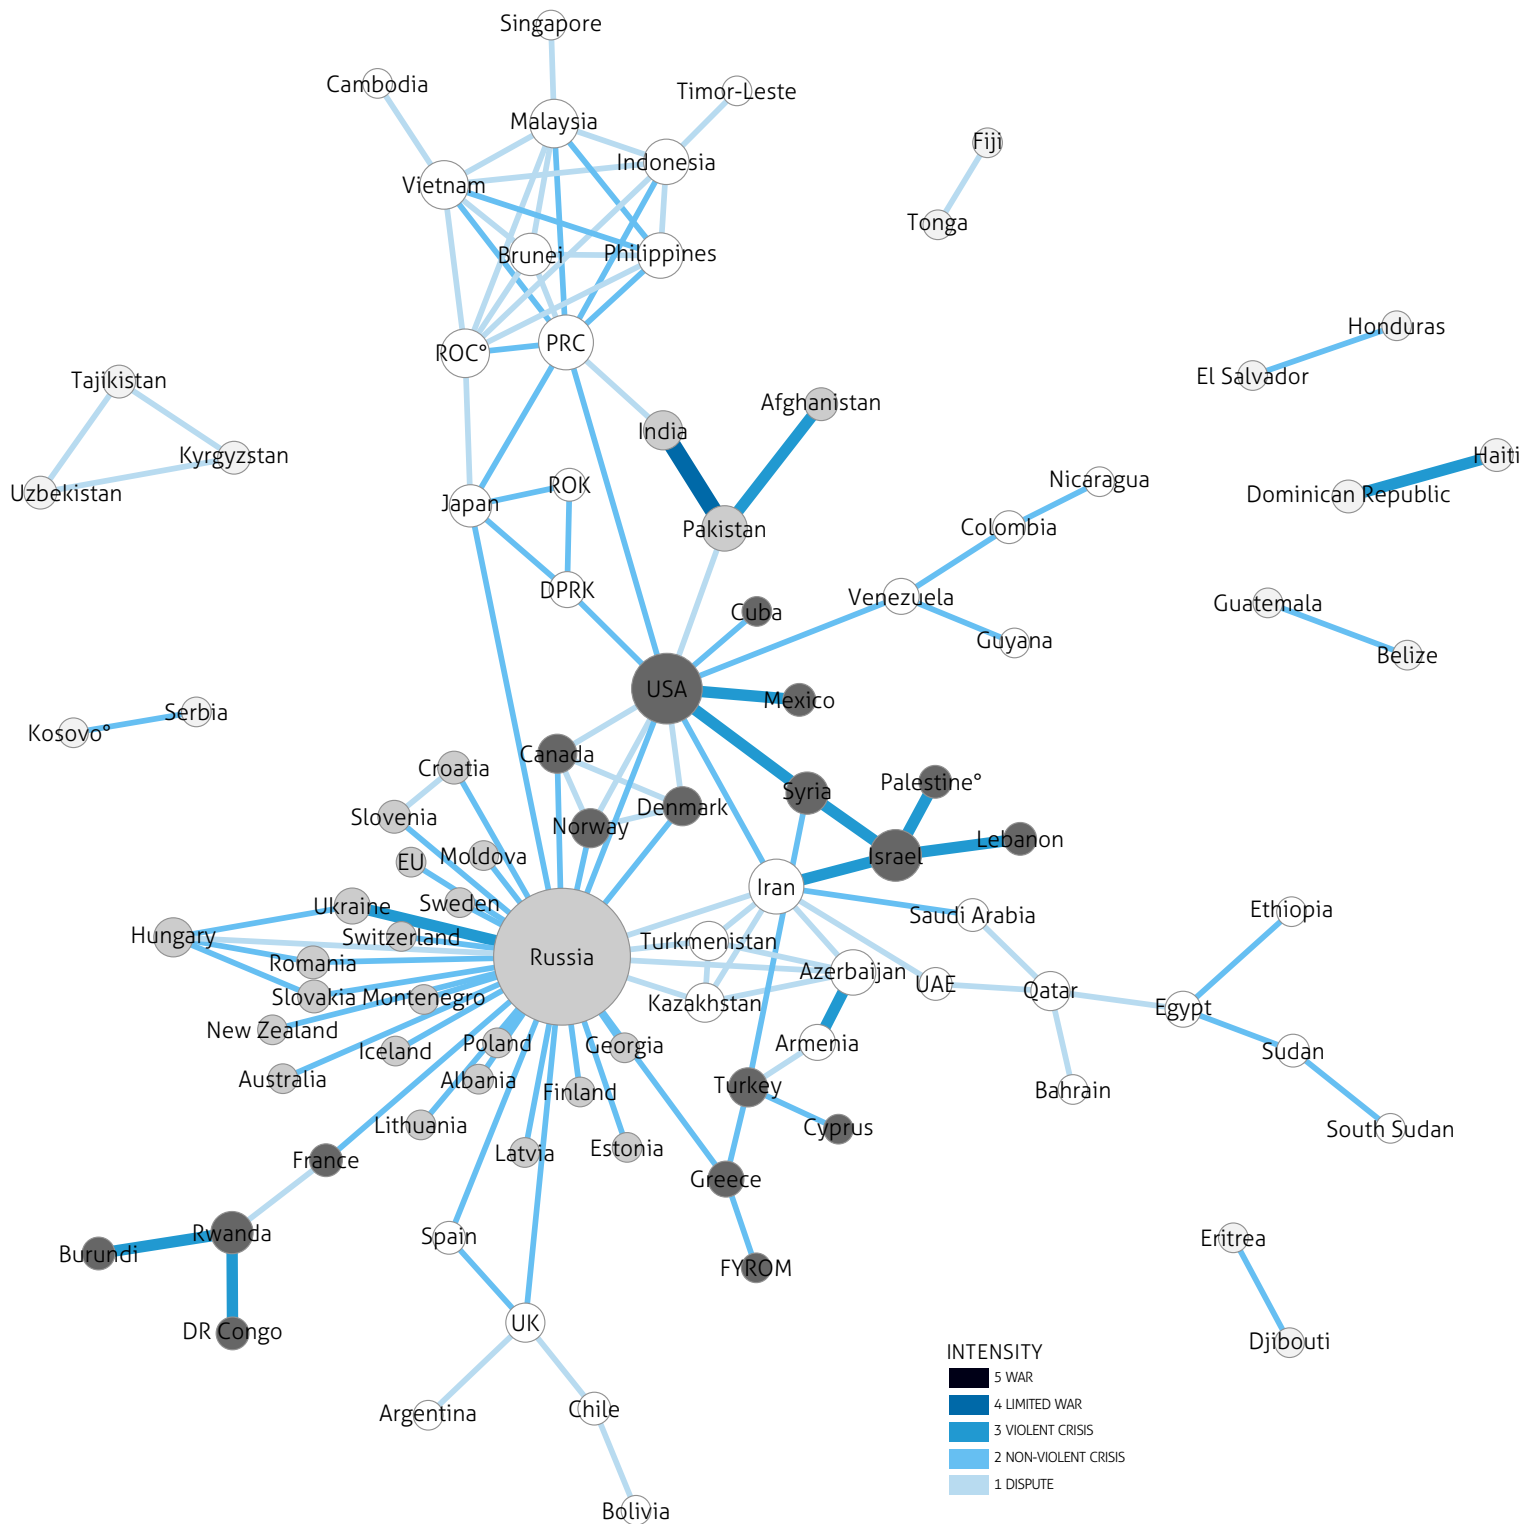 Singapore
Cambodia
Timor-Leste
Malaysia
Fiji
Indonesia
Vietnam
Tonga
Brunei
Philippines
Honduras
ROC°
PRC
El Salvador
Tajikistan
Afghanistan
India
Kyrgyzstan
Haiti
Nicaragua
ROK
Uzbekistan
Dominican Republic
Japan
Colombia
Pakistan
DPRK
Venezuela
Guatemala
Cuba
Guyana
Belize
USA
Mexico
Serbia
Kosovo°
Canada
Croatia
Palestine°
Syria
Denmark
Slovenia
Norway
Lebanon
EU
Moldova
Israel
Iran
Sweden
Ukraine
Saudi Arabia
Ethiopia
Hungary
Switzerland
Turkmenistan
Russia
Romania
Azerbaijan
UAE
Qatar
Slovakia
Montenegro
Kazakhstan
Egypt
New Zealand
Poland
Georgia
Armenia
Iceland
Sudan
Australia
Albania
Finland
Turkey
Bahrain
Lithuania
Cyprus
South Sudan
Latvia
Estonia
France
Greece
Rwanda
Spain
Burundi
Eritrea
FYROM
DR Congo
UK
Djibouti
Argentina
Chile
Bolivia
INTENSITY
5 WAR
4 LIMITED WAR
3 VIOLENT CRISIS
2 NON-VIOLENT CRISIS
1 DISPUTE